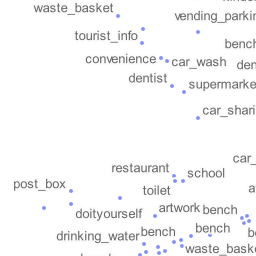 waste_basket
vending_parkin
tourist_info
bench
convenience
car_wash
den
dentist
supermarke
car_shari
car_
restaurant
school
post_box
toilet
a
artwork
bench
doityourself
drinking_water
bench
bench
b
waste_bask